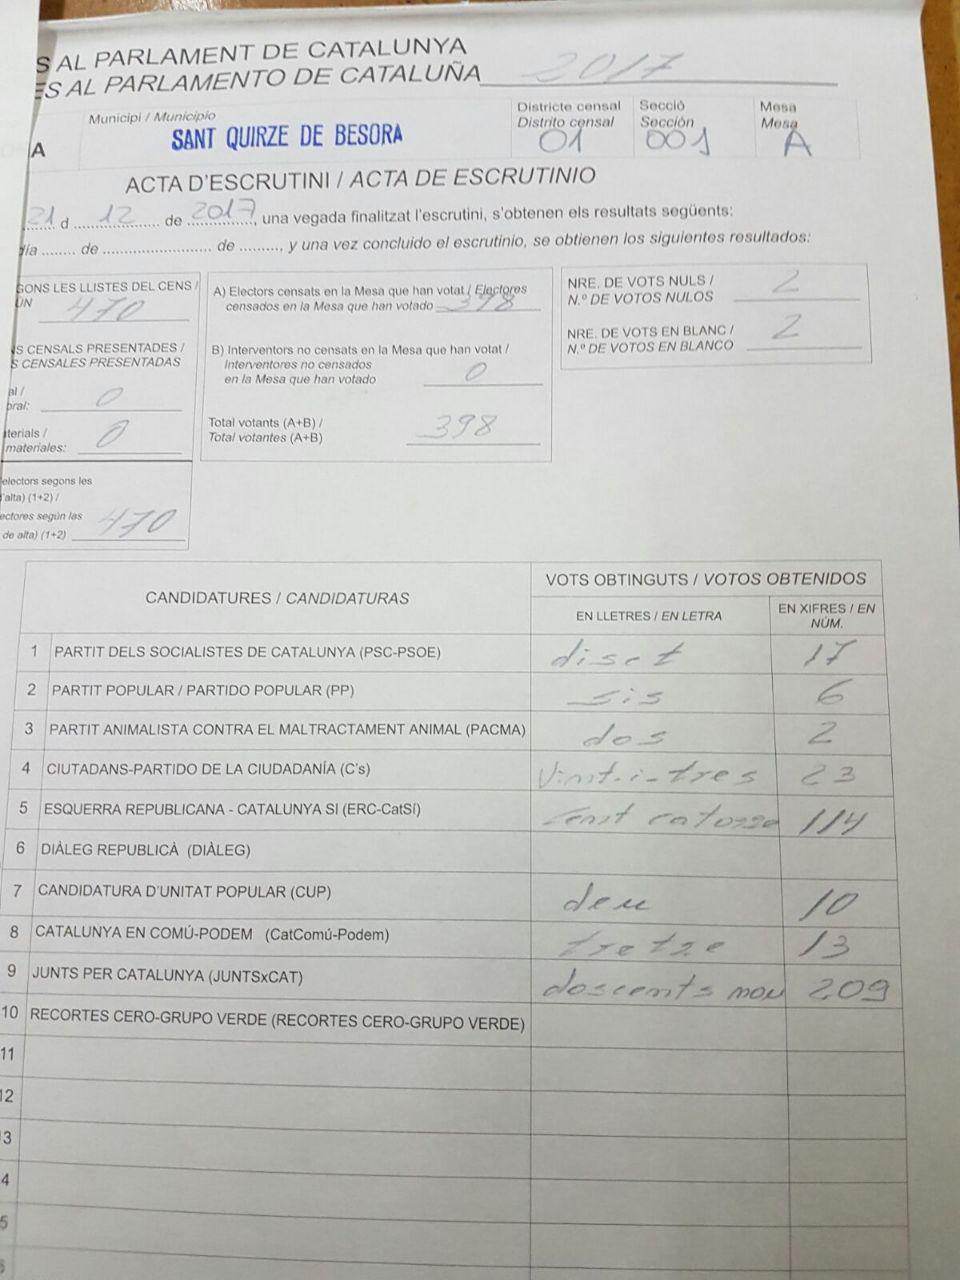 S AL PARLAMENT DE CATALUNYA
ES AL PARLAMENTO DE CATALUÑA 2017
A
Municipi / Municipio
SANT QUIRZE DE BESORA
Districte censal
Distrito censal
01
Secció
Sección
001
Mesa
Mesa
A
ACTA D'ESCRUTINI / ACTA DE ESCRUTINIO
21 d 12 de 2017, una vegada finalitzat l'escrutini, s'obtenen els resultats següents:
día ........ de .......................... de .........., y una vez concluido el escrutinio, se obtienen los siguientes resultados:
GONS LES LLISTES DEL CENS /
ÚN 470
S CENSALS PRESENTADES /
S CENSALES PRESENTADAS
al /
oral: 0
terials /
materiales: 0
electors segons les
'alta) (1+2) /
ectores según las
de alta) (1+2) 470
A) Electors censats en la Mesa que han votat / Electores
censados en la Mesa que han votado 398
B) Interventors no censats en la Mesa que han votat /
Interventores no censados
en la Mesa que han votado 0
Total votants (A+B) /
Total votantes (A+B) 398
NRE. DE VOTS NULS /
N.º DE VOTOS NULOS 2
NRE. DE VOTS EN BLANC /
N.º DE VOTOS EN BLANCO 2
CANDIDATURES / CANDIDATURAS
VOTS OBTINGUTS / VOTOS OBTENIDOS
EN LLETRES / EN LETRA
EN XIFRES / EN
NÚM.
1 PARTIT DELS SOCIALISTES DE CATALUNYA (PSC-PSOE) diset 17
2 PARTIT POPULAR / PARTIDO POPULAR (PP) sis 6
3 PARTIT ANIMALISTA CONTRA EL MALTRACTAMENT ANIMAL (PACMA) dos 2
4 CIUTADANS-PARTIDO DE LA CIUDADANÍA (C's) Vint-i-tres 23
5 ESQUERRA REPUBLICANA - CATALUNYA SI (ERC-CatSí) catorze 114
6 DIÀLEG REPUBLICÀ (DIÀLEG)
7 CANDIDATURA D'UNITAT POPULAR (CUP) deu 10
8 CATALUNYA EN COMÚ-PODEM (CatComú-Podem) tretze 13
9 JUNTS PER CATALUNYA (JUNTSxCAT) doscents nou 209
10 RECORTES CERO-GRUPO VERDE (RECORTES CERO-GRUPO VERDE)
11
12
3
4
5